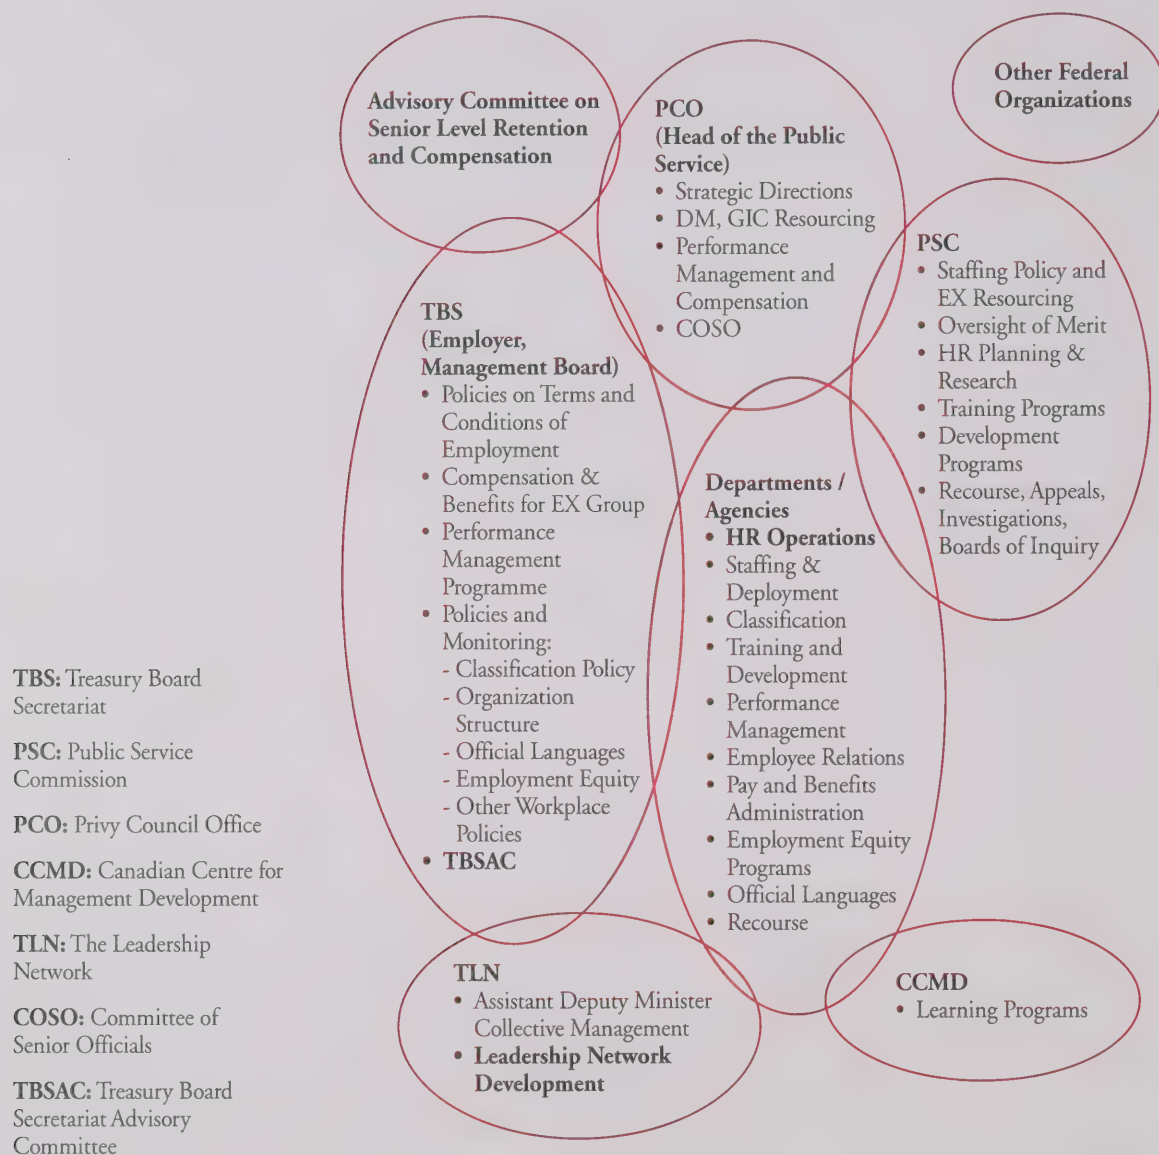 Advisory Committee on
Senior Level Retention
and Compensation
PCO
(Head of the Public
Service)
• Strategic Directions
• DM, GIC Resourcing
• Performance
Management and
Compensation
• COSO
Other Federal
Organizations
PSC
• Staffing Policy and
EX Resourcing
• Oversight of Merit
• HR Planning &
Research
• Training Programs
• Development
Programs
• Recourse, Appeals,
Investigations,
Boards of Inquiry
TBS
(Employer,
Management Board)
• Policies on Terms and
Conditions of
Employment
• Compensation &
Benefits for EX Group
• Performance
Management
Programme
• Policies and
Monitoring:
- Classification Policy
- Organization
Structure
- Official Languages
- Employment Equity
- Other Workplace
Policies
• TBSAC
Departments /
Agencies
• HR Operations
• Staffing &
Deployment
• Classification
• Training and
Development
• Performance
Management
• Employee Relations
• Pay and Benefits
Administration
• Employment Equity
Programs
• Official Languages
• Recourse
TLN
• Assistant Deputy Minister
Collective Management
• Leadership Network
Development
CCMD
• Learning Programs
TBS: Treasury Board
Secretariat
PSC: Public Service
Commission
PCO: Privy Council Office
CCMD: Canadian Centre for
Management Development
TLN: The Leadership
Network
COSO: Committee of
Senior Officials
TBSAC: Treasury Board
Secretariat Advisory
Committee